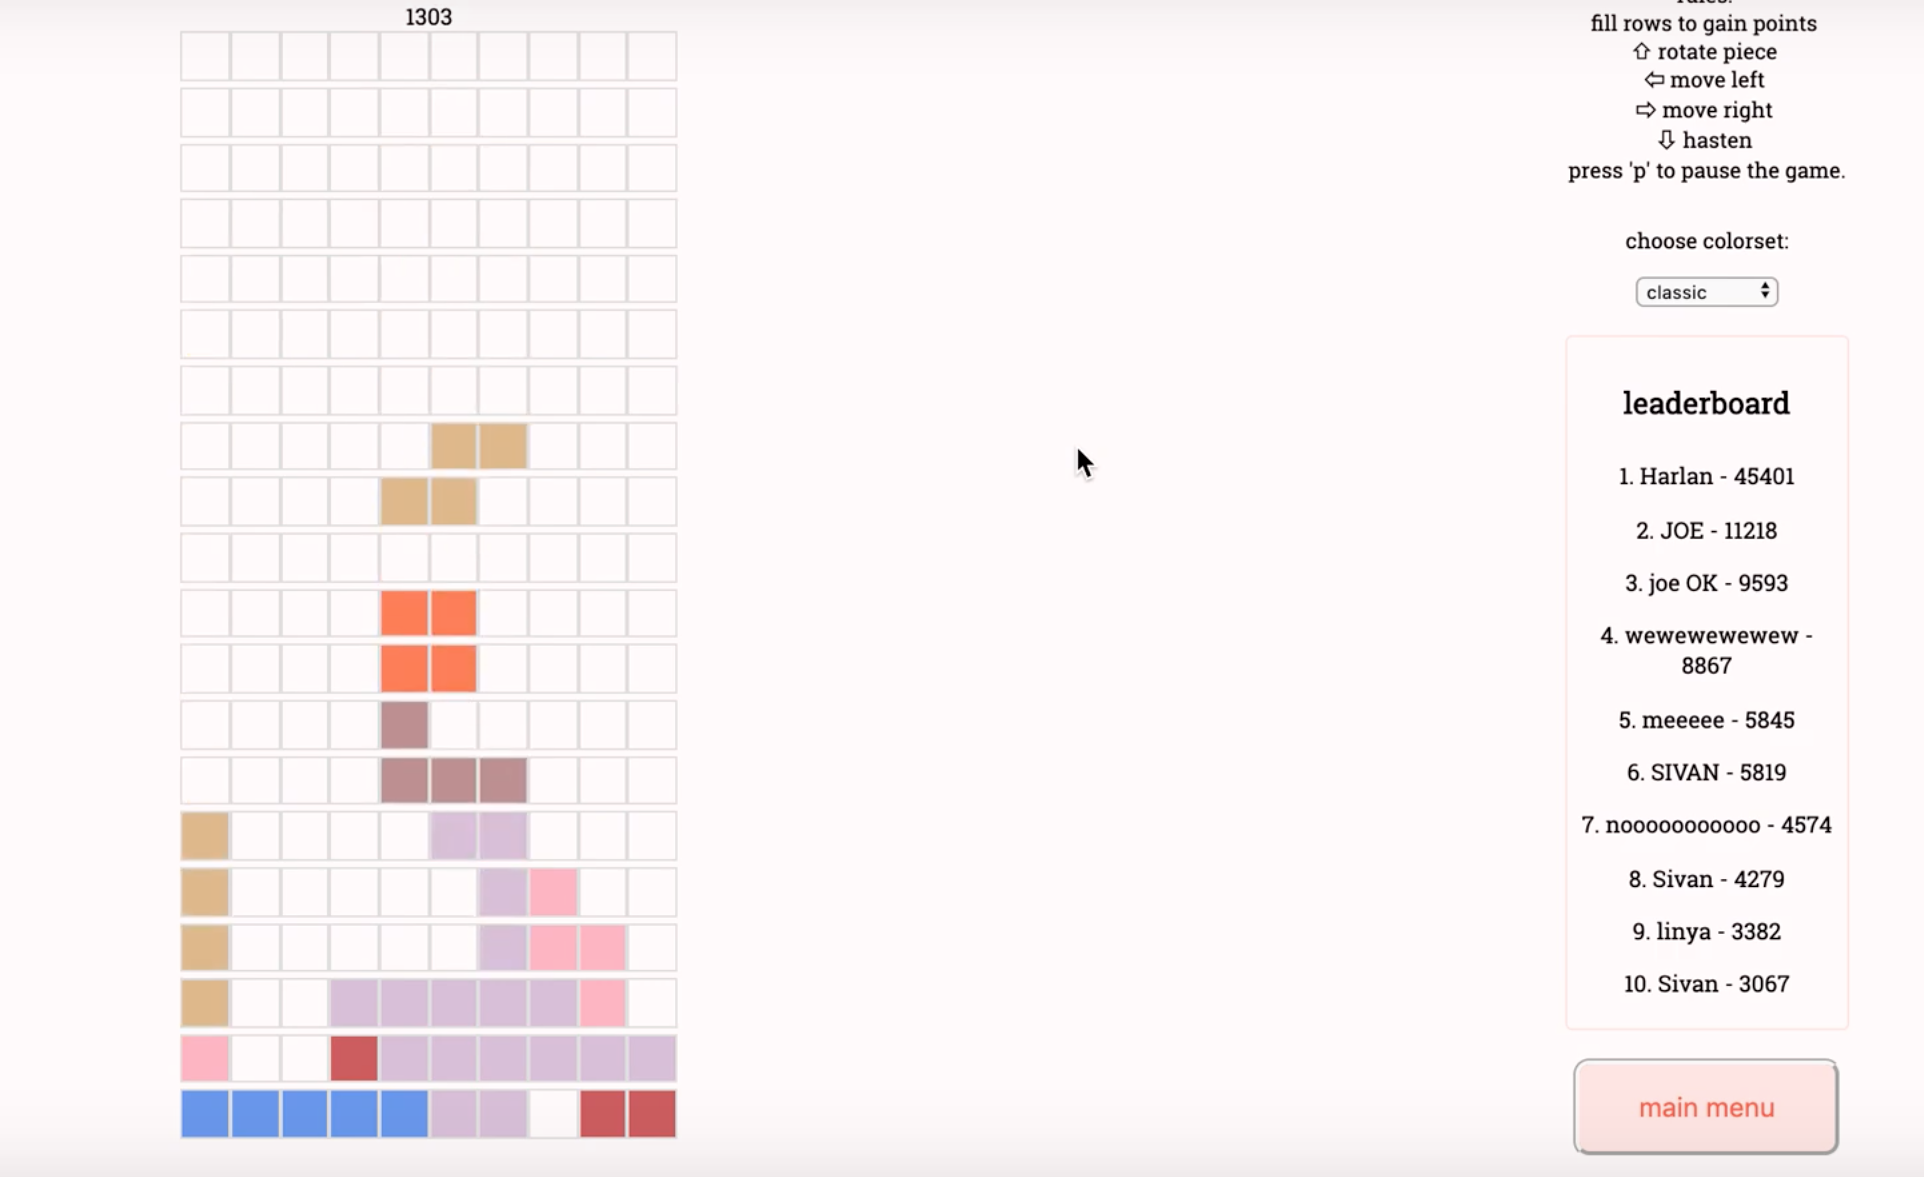 1303
rules:
fill rows to gain points
⇧ rotate piece
⇦ move left
⇨ move right
⇩ hasten
press 'p' to pause the game.
choose colorset:
classic
leaderboard
1. Harlan - 45401
2. JOE - 11218
3. joe OK - 9593
4. wewewewewew -
8867
5. meeeee - 5845
6. SIVAN - 5819
7. nooooooooooo - 4574
8. Sivan - 4279
9. linya - 3382
10. Sivan - 3067
main menu